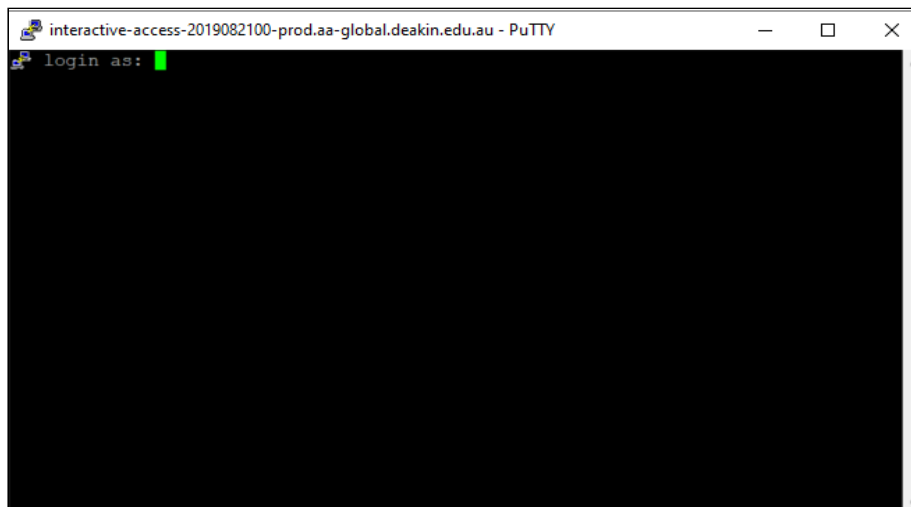 interactive-access-2019082100-prod.aa-global.deakin.edu.au - PuTTY
login as: